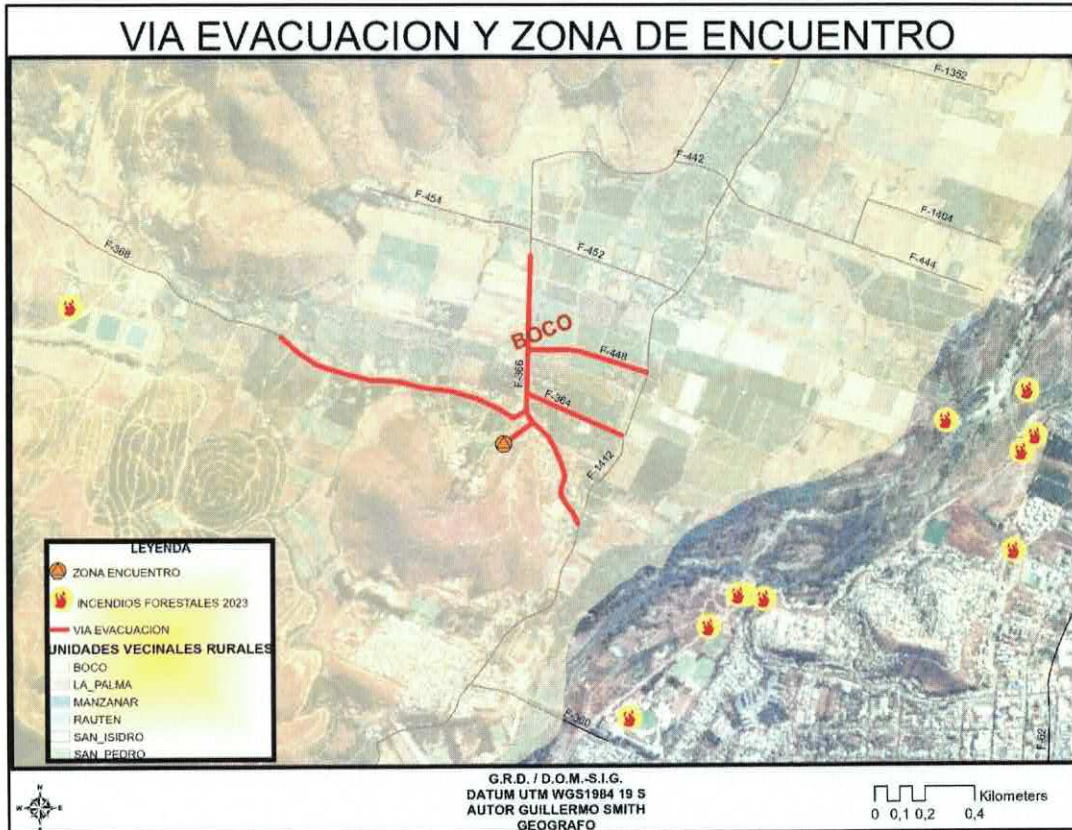 VIA EVACUACION Y ZONA DE ENCUENTRO
F-1362
F-442
F-454
F-1404
F-452
F-444
F-368
BOCO
F-448
F-366
F-364
F-1412
LEYENDA
ZONA ENCUENTRO
INCENDIOS FORESTALES 2023
VIA EVACUACION
UNIDADES VECINALES RURALES
BOCO
LA_PALMA
MANZANAR
RAUTEN
SAN_ISIDRO
SAN_PEDRO
F-360
F-62
N
W
E
S
G.R.D. / D.O.M.-S.I.G.
DATUM UTM WGS1984 19 S
AUTOR GUILLERMO SMITH
GEOGRAFO
Kilometers
0 0,1 0,2 0,4